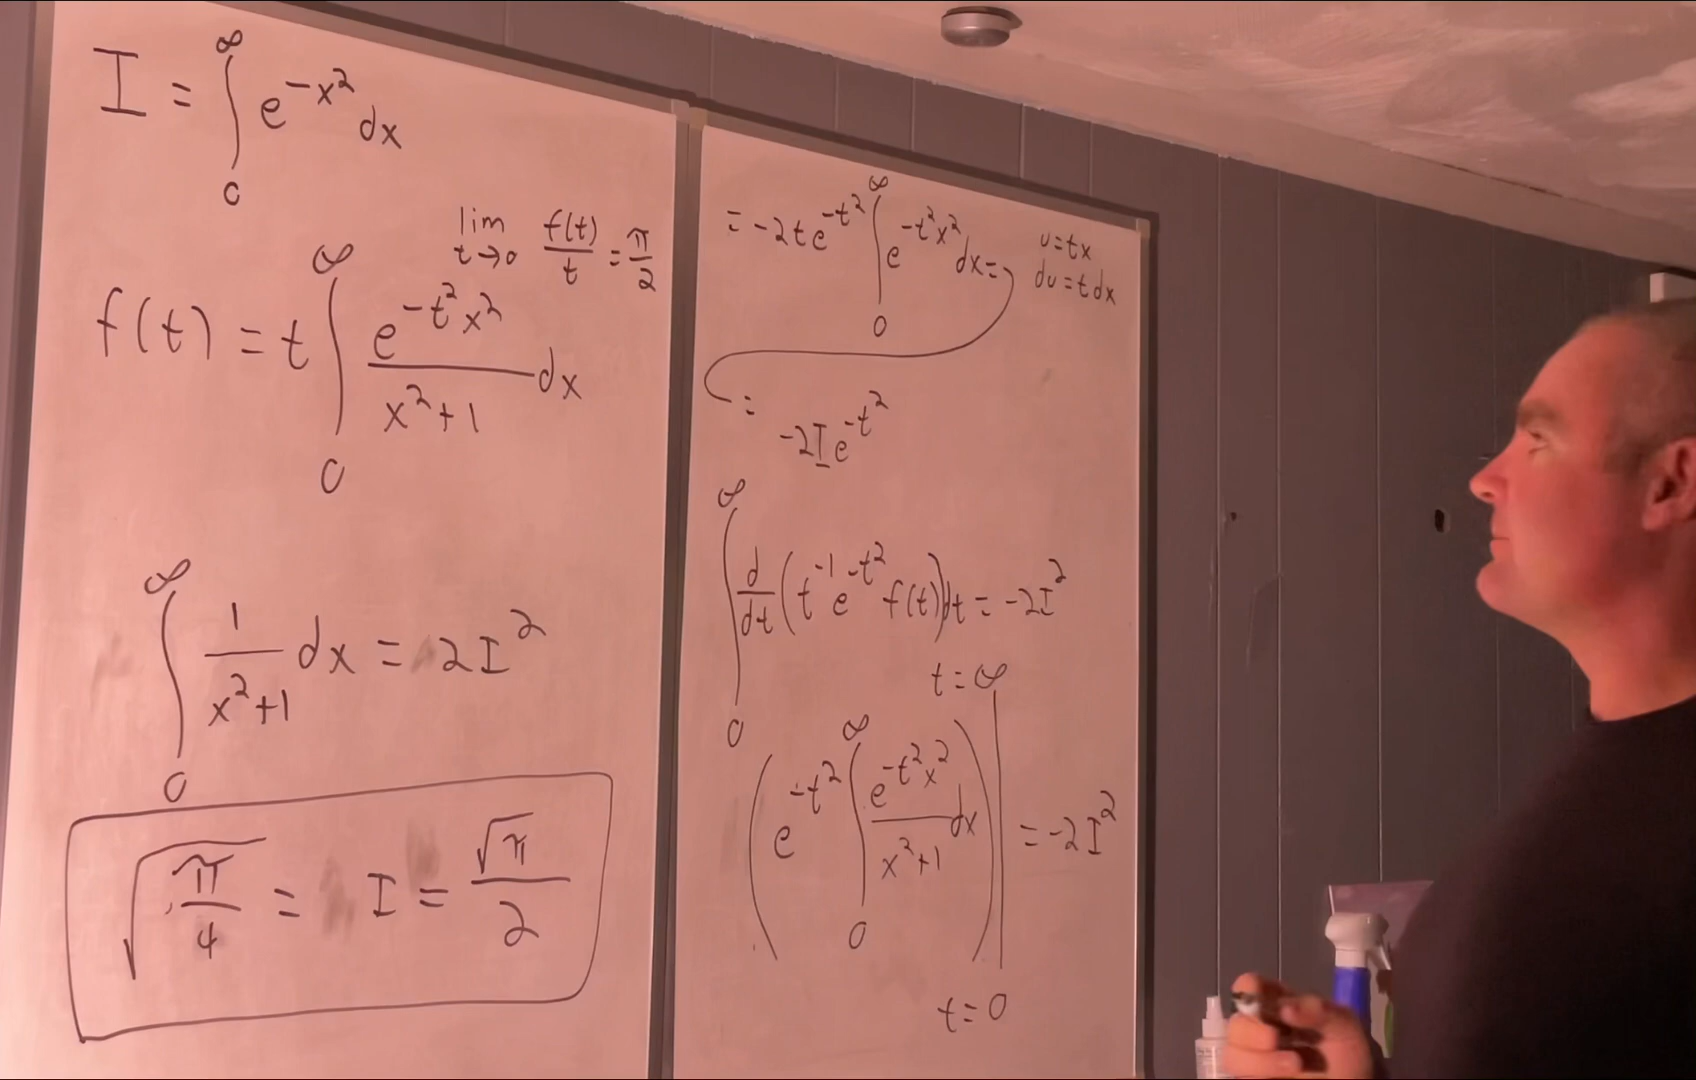 I = ∫₀^∞ e^{-x²} dx
lim_{t→0} f(t)/t = π/2
f(t) = t ∫₀^∞ e^{-t²x²}/(x²+1) dx
∫₀^∞ 1/(x²+1) dx = 2I²
√(π/4) = I = √π/2
= -2te^{-t²} ∫₀^∞ e^{-t²x²} dx =
u = tx
du = t dx
= -2Ie^{-t²}
∫₀^∞ d/dt (t^{-1} e^{-t²} f(t)) dt = -2I²
(e^{-t²} ∫₀^∞ e^{-t²x²}/(x²+1) dx) |_{t=0}^{t=∞} = -2I²